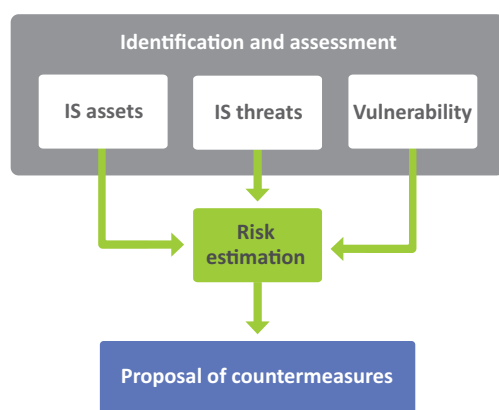 Identification and assessment
IS assets
IS threats
Vulnerability
Risk
estimation
Proposal of countermeasures